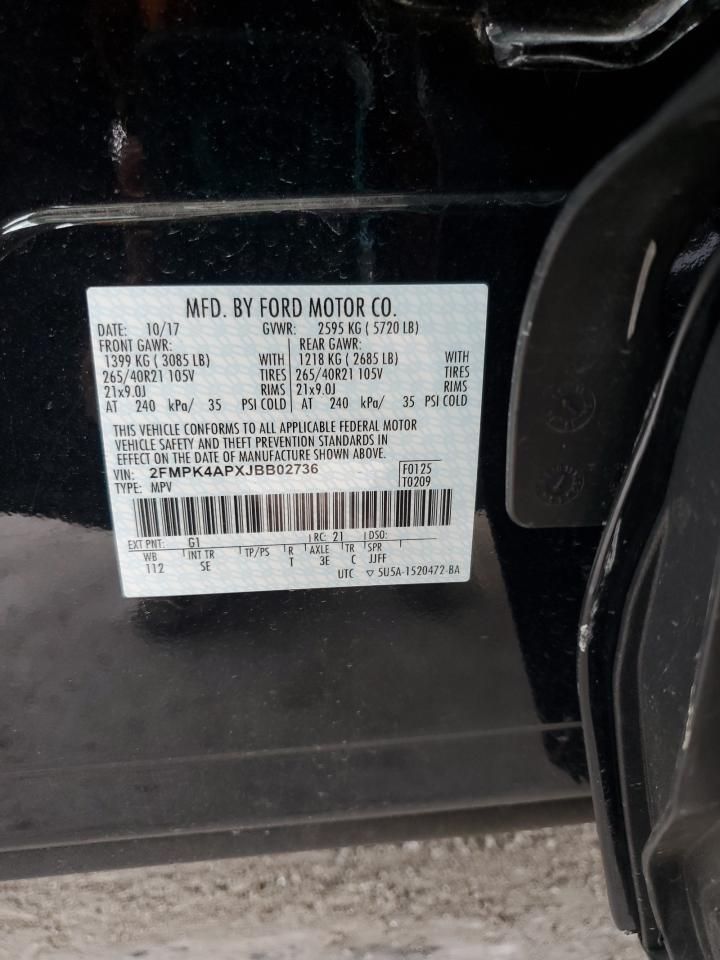 MFD. BY FORD MOTOR CO.
DATE: 10/17 GVWR: 2595 KG ( 5720 LB)
FRONT GAWR: REAR GAWR:
1399 KG ( 3085 LB) WITH 1218 KG ( 2685 LB) WITH
265/40R21 105V TIRES 265/40R21 105V TIRES
21x9.0J RIMS 21x9.0J RIMS
AT 240 kPa/ 35 PSI COLD AT 240 kPa/ 35 PSI COLD
THIS VEHICLE CONFORMS TO ALL APPLICABLE FEDERAL MOTOR
VEHICLE SAFETY AND THEFT PREVENTION STANDARDS IN
EFFECT ON THE DATE OF MANUFACTURE SHOWN ABOVE.
VIN: 2FMPK4APXJBB02736 F0125
TYPE: MPV T0209
EXT PNT: G1 RC: 21 DSO:
WB INT TR TP/PS R AXLE TR SPR
112 SE T 3E C JJFF
UTC ▽ 5U5A-1520472-BA